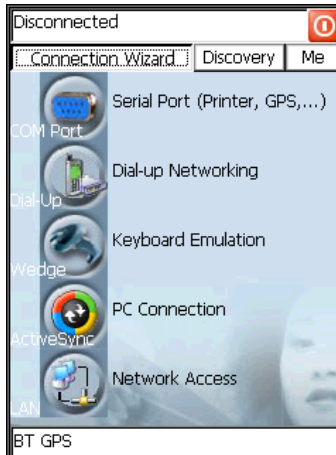 Disconnected
Connection Wizard Discovery Me
Serial Port (Printer, GPS,...)
COM Port
Dial-up Networking
Dial-Up
Keyboard Emulation
Wedge
PC Connection
ActiveSync
Network Access
LAN
BT GPS